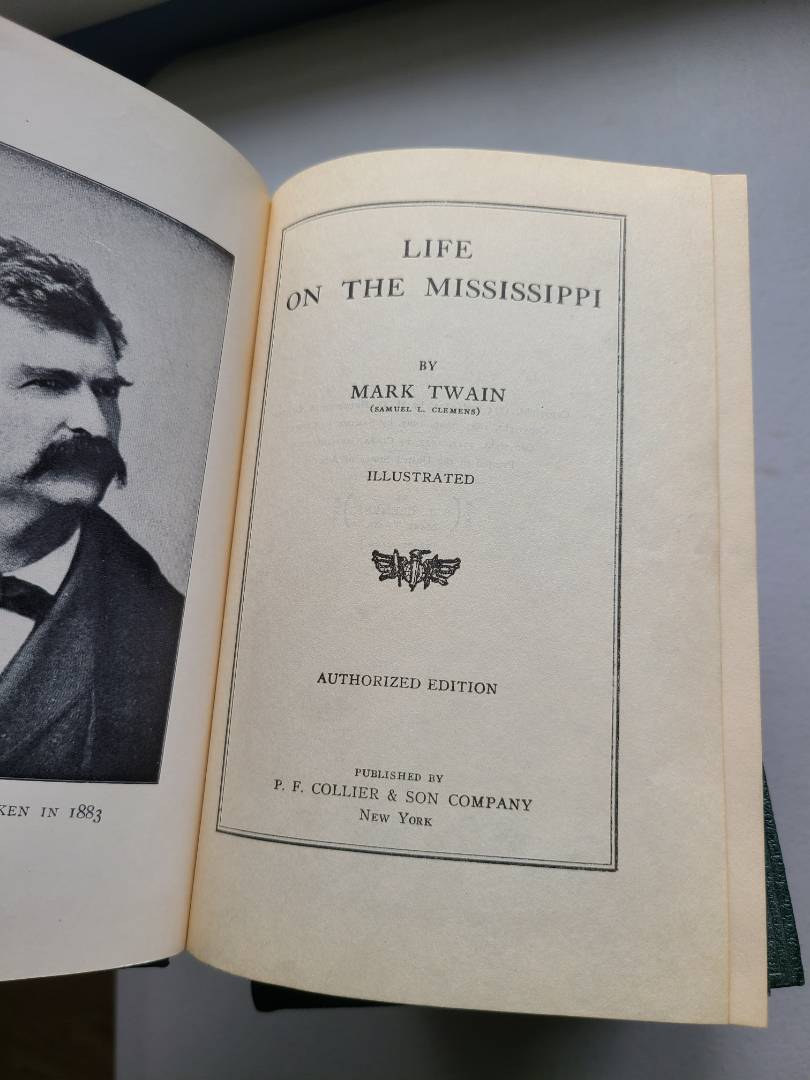 KEN IN 1883
LIFE
ON THE MISSISSIPPI
BY
MARK TWAIN
(SAMUEL L. CLEMENS)
ILLUSTRATED
AUTHORIZED EDITION
PUBLISHED BY
P. F. COLLIER & SON COMPANY
NEW YORK